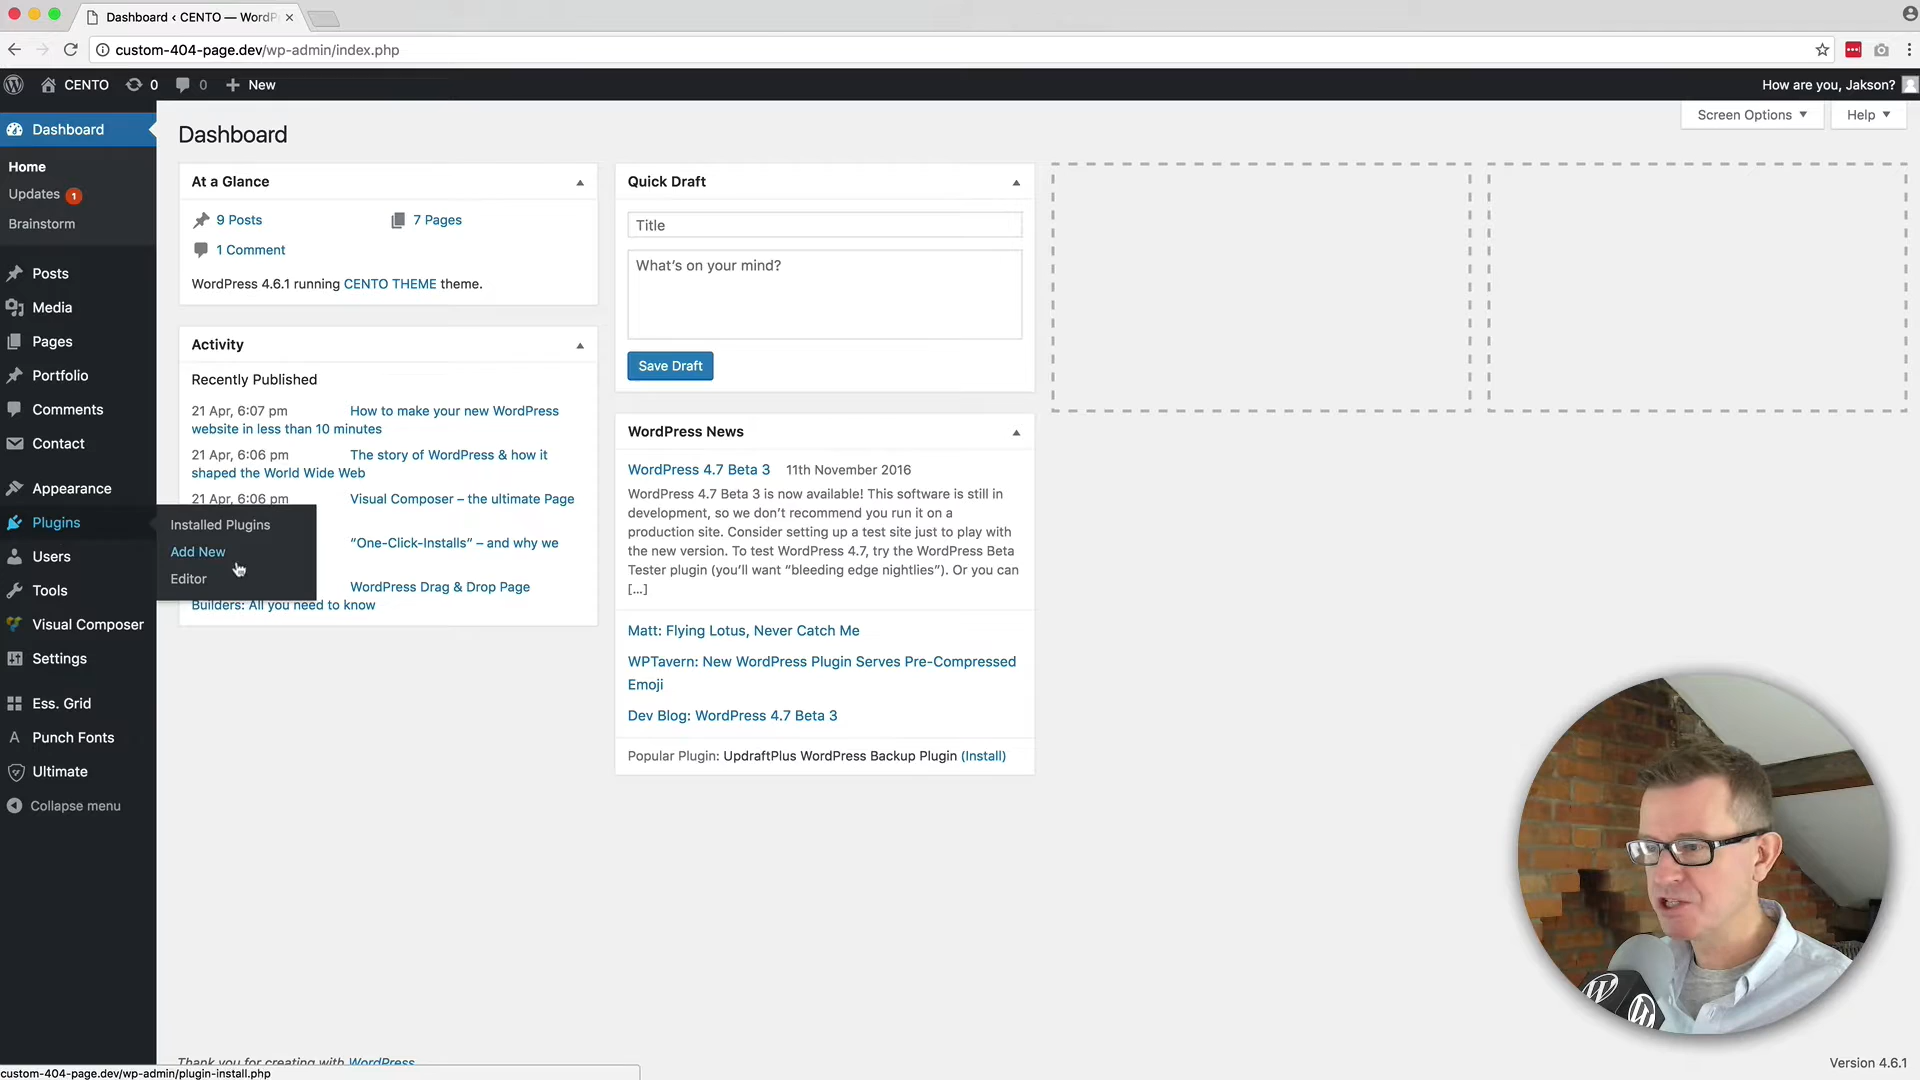 Dashboard ‹ CENTO — WordP
custom-404-page.dev/wp-admin/index.php
CENTO
0
0
New
How are you, Jakson?
Dashboard
Home
Updates 1
Brainstorm
Posts
Media
Pages
Portfolio
Comments
Contact
Appearance
Plugins
Users
Tools
Visual Composer
Settings
Ess. Grid
Punch Fonts
Ultimate
Collapse menu
Installed Plugins
Add New
Editor
Screen Options
Help
Dashboard
At a Glance
9 Posts
7 Pages
1 Comment
WordPress 4.6.1 running CENTO THEME theme.
Activity
Recently Published
21 Apr, 6:07 pm How to make your new WordPress
website in less than 10 minutes
21 Apr, 6:06 pm The story of WordPress & how it
shaped the World Wide Web
21 Apr, 6:06 pm Visual Composer – the ultimate Page
“One-Click-Installs” – and why we
WordPress Drag & Drop Page
Builders: All you need to know
Quick Draft
Title
What’s on your mind?
Save Draft
WordPress News
WordPress 4.7 Beta 3 11th November 2016
WordPress 4.7 Beta 3 is now available! This software is still in
development, so we don’t recommend you run it on a
production site. Consider setting up a test site just to play with
the new version. To test WordPress 4.7, try the WordPress Beta
Tester plugin (you’ll want “bleeding edge nightlies”). Or you can
[…]
Matt: Flying Lotus, Never Catch Me
WPTavern: New WordPress Plugin Serves Pre-Compressed
Emoji
Dev Blog: WordPress 4.7 Beta 3
Popular Plugin: UpdraftPlus WordPress Backup Plugin (Install)
Thank you for creating with WordPress
Version 4.6.1
custom-404-page.dev/wp-admin/plugin-install.php